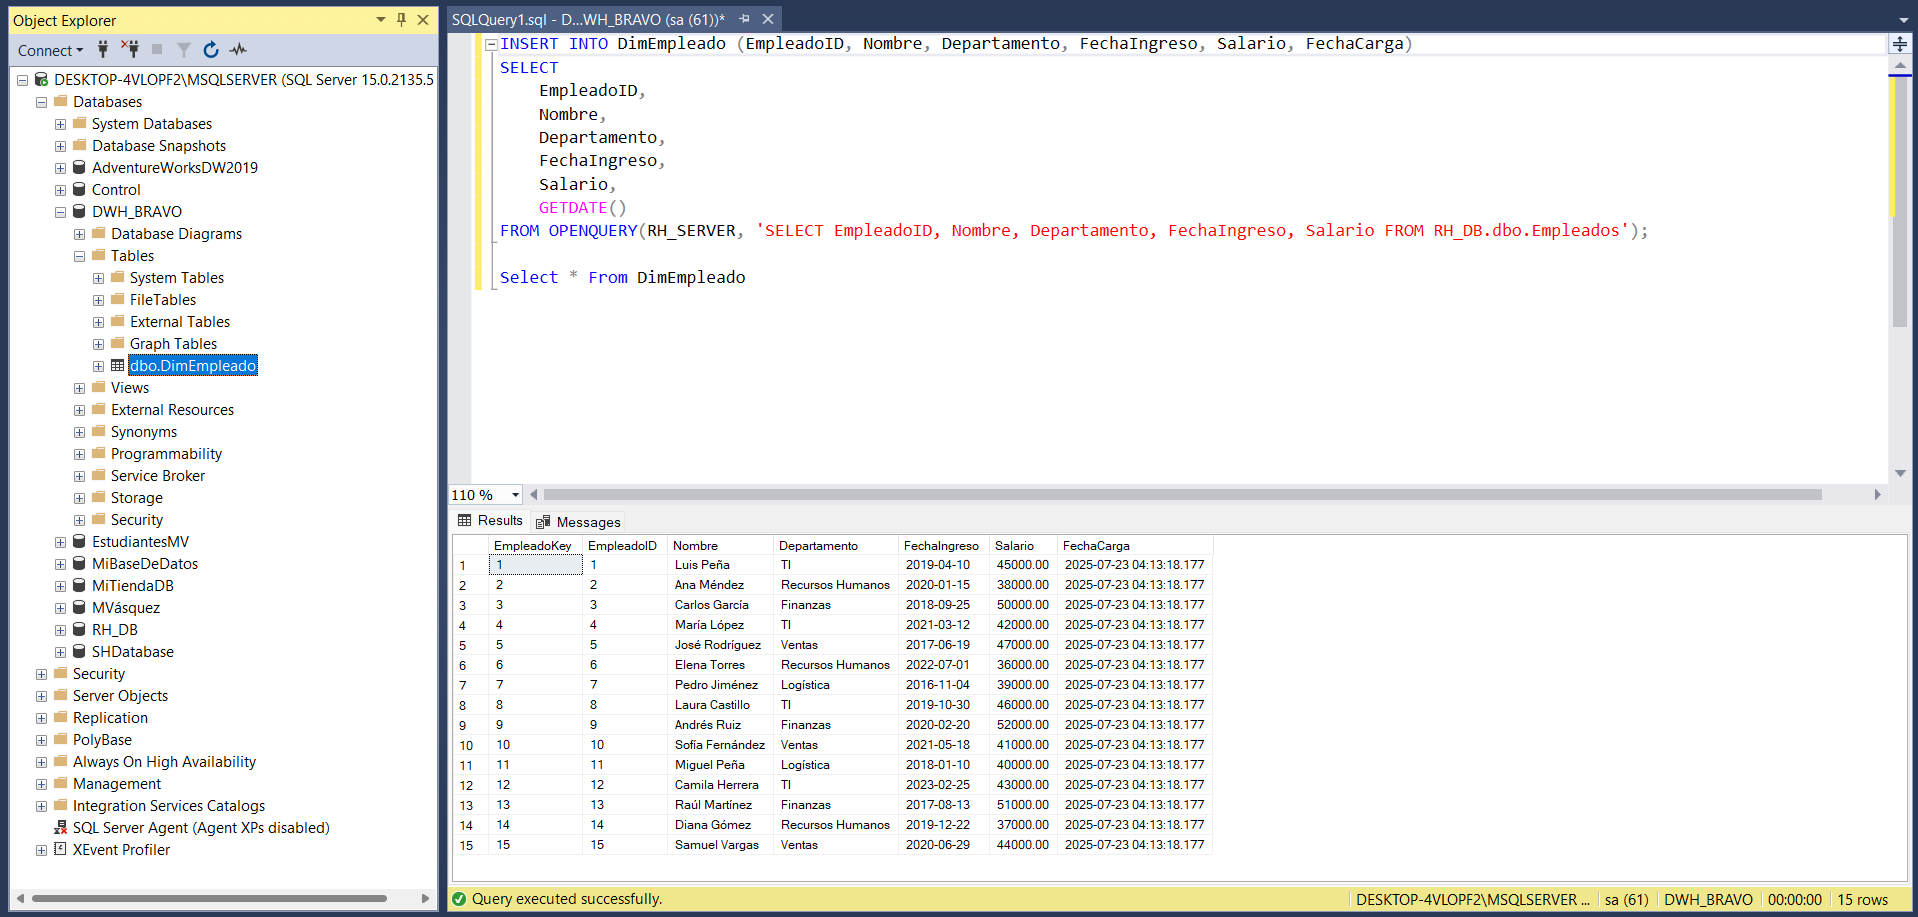 Object Explorer
Connect
DESKTOP-4VLOPF2\MSQLSERVER (SQL Server 15.0.2135.5
Databases
System Databases
Database Snapshots
AdventureWorksDW2019
Control
DWH_BRAVO
Database Diagrams
Tables
System Tables
FileTables
External Tables
Graph Tables
dbo.DimEmpleado
Views
External Resources
Synonyms
Programmability
Service Broker
Storage
Security
EstudiantesMV
MiBaseDeDatos
MiTiendaDB
MVásquez
RH_DB
SHDatabase
Security
Server Objects
Replication
PolyBase
Always On High Availability
Management
Integration Services Catalogs
SQL Server Agent (Agent XPs disabled)
XEvent Profiler
SQLQuery1.sql - D...WH_BRAVO (sa (61))*
INSERT INTO DimEmpleado (EmpleadoID, Nombre, Departamento, FechaIngreso, Salario, FechaCarga)
SELECT
EmpleadoID,
Nombre,
Departamento,
FechaIngreso,
Salario,
GETDATE()
FROM OPENQUERY(RH_SERVER, 'SELECT EmpleadoID, Nombre, Departamento, FechaIngreso, Salario FROM RH_DB.dbo.Empleados');
Select * From DimEmpleado
110 %
Results Messages
EmpleadoKey EmpleadoID Nombre Departamento FechaIngreso Salario FechaCarga
1 1 1 Luis Peña TI 2019-04-10 45000.00 2025-07-23 04:13:18.177
2 2 2 Ana Méndez Recursos Humanos 2020-01-15 38000.00 2025-07-23 04:13:18.177
3 3 3 Carlos García Finanzas 2018-09-25 50000.00 2025-07-23 04:13:18.177
4 4 4 María López TI 2021-03-12 42000.00 2025-07-23 04:13:18.177
5 5 5 José Rodríguez Ventas 2017-06-19 47000.00 2025-07-23 04:13:18.177
6 6 6 Elena Torres Recursos Humanos 2022-07-01 36000.00 2025-07-23 04:13:18.177
7 7 7 Pedro Jiménez Logística 2016-11-04 39000.00 2025-07-23 04:13:18.177
8 8 8 Laura Castillo TI 2019-10-30 46000.00 2025-07-23 04:13:18.177
9 9 9 Andrés Ruiz Finanzas 2020-02-20 52000.00 2025-07-23 04:13:18.177
10 10 10 Sofía Fernández Ventas 2021-05-18 41000.00 2025-07-23 04:13:18.177
11 11 11 Miguel Peña Logística 2018-01-10 40000.00 2025-07-23 04:13:18.177
12 12 12 Camila Herrera TI 2023-02-25 43000.00 2025-07-23 04:13:18.177
13 13 13 Raúl Martínez Finanzas 2017-08-13 51000.00 2025-07-23 04:13:18.177
14 14 14 Diana Gómez Recursos Humanos 2019-12-22 37000.00 2025-07-23 04:13:18.177
15 15 15 Samuel Vargas Ventas 2020-06-29 44000.00 2025-07-23 04:13:18.177
Query executed successfully. DESKTOP-4VLOPF2\MSQLSERVER ... sa (61) DWH_BRAVO 00:00:00 15 rows